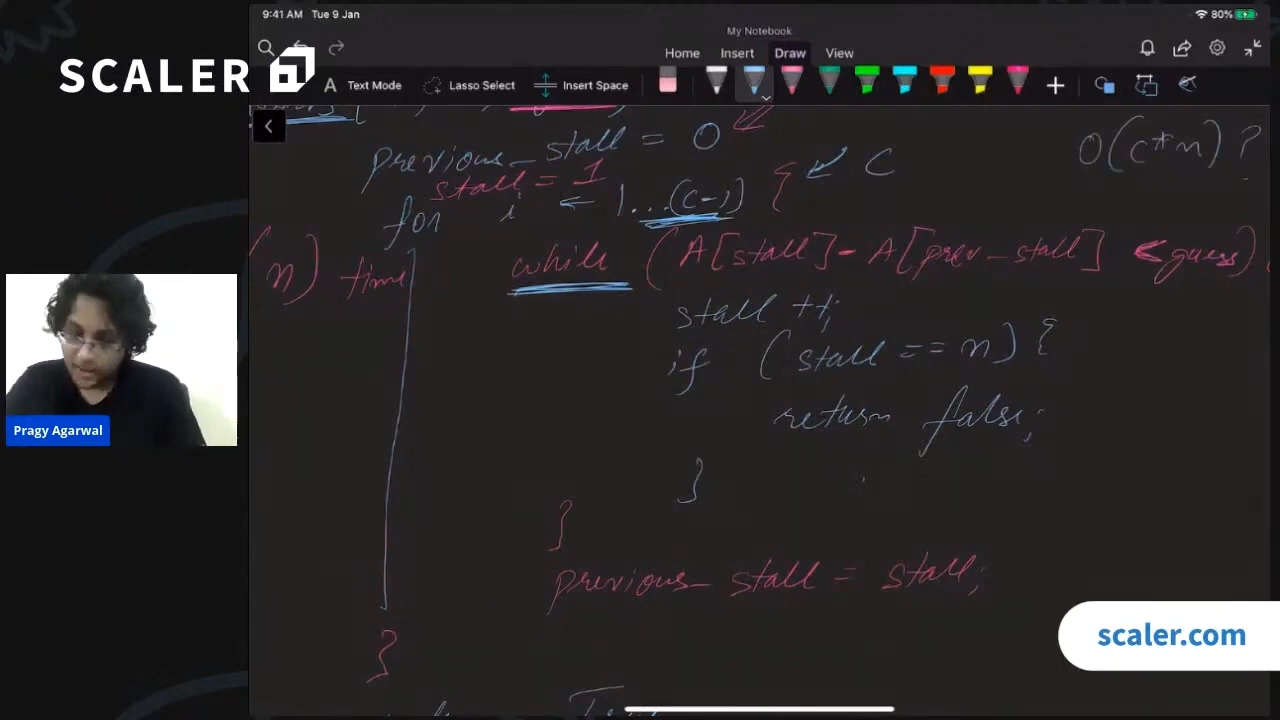 9:41 AM Tue 9 Jan
80%
My Notebook
SCALER
Home Insert Draw View
Text Mode Lasso Select Insert Space
previous_stall = 0
O(c*n)?
stall = 1
for i ← 1...(c-1) { C
n) time
while (A[stall] - A[prev_stall] < guess)
stall ++;
if (stall == n) {
return false;
}
}
previous_stall = stall;
}
Pragy Agarwal
scaler.com